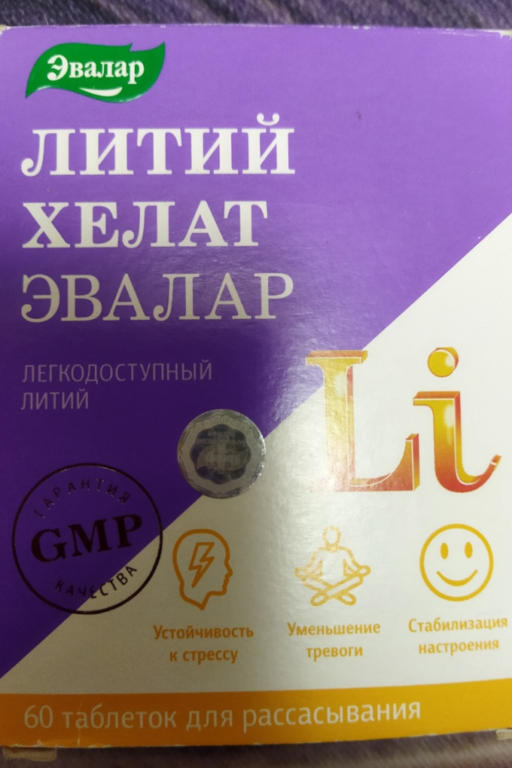 Эвалар
ЛИТИЙ
ХЕЛАТ
ЭВАЛАР
ЛЕГКОДОСТУПНЫЙ
ЛИТИЙ
Li
ГАРАНТИЯ
GMP
КАЧЕСТВА
Устойчивость
к стрессу
Уменьшение
тревоги
Стабилизация
настроения
60 таблеток для рассасывания